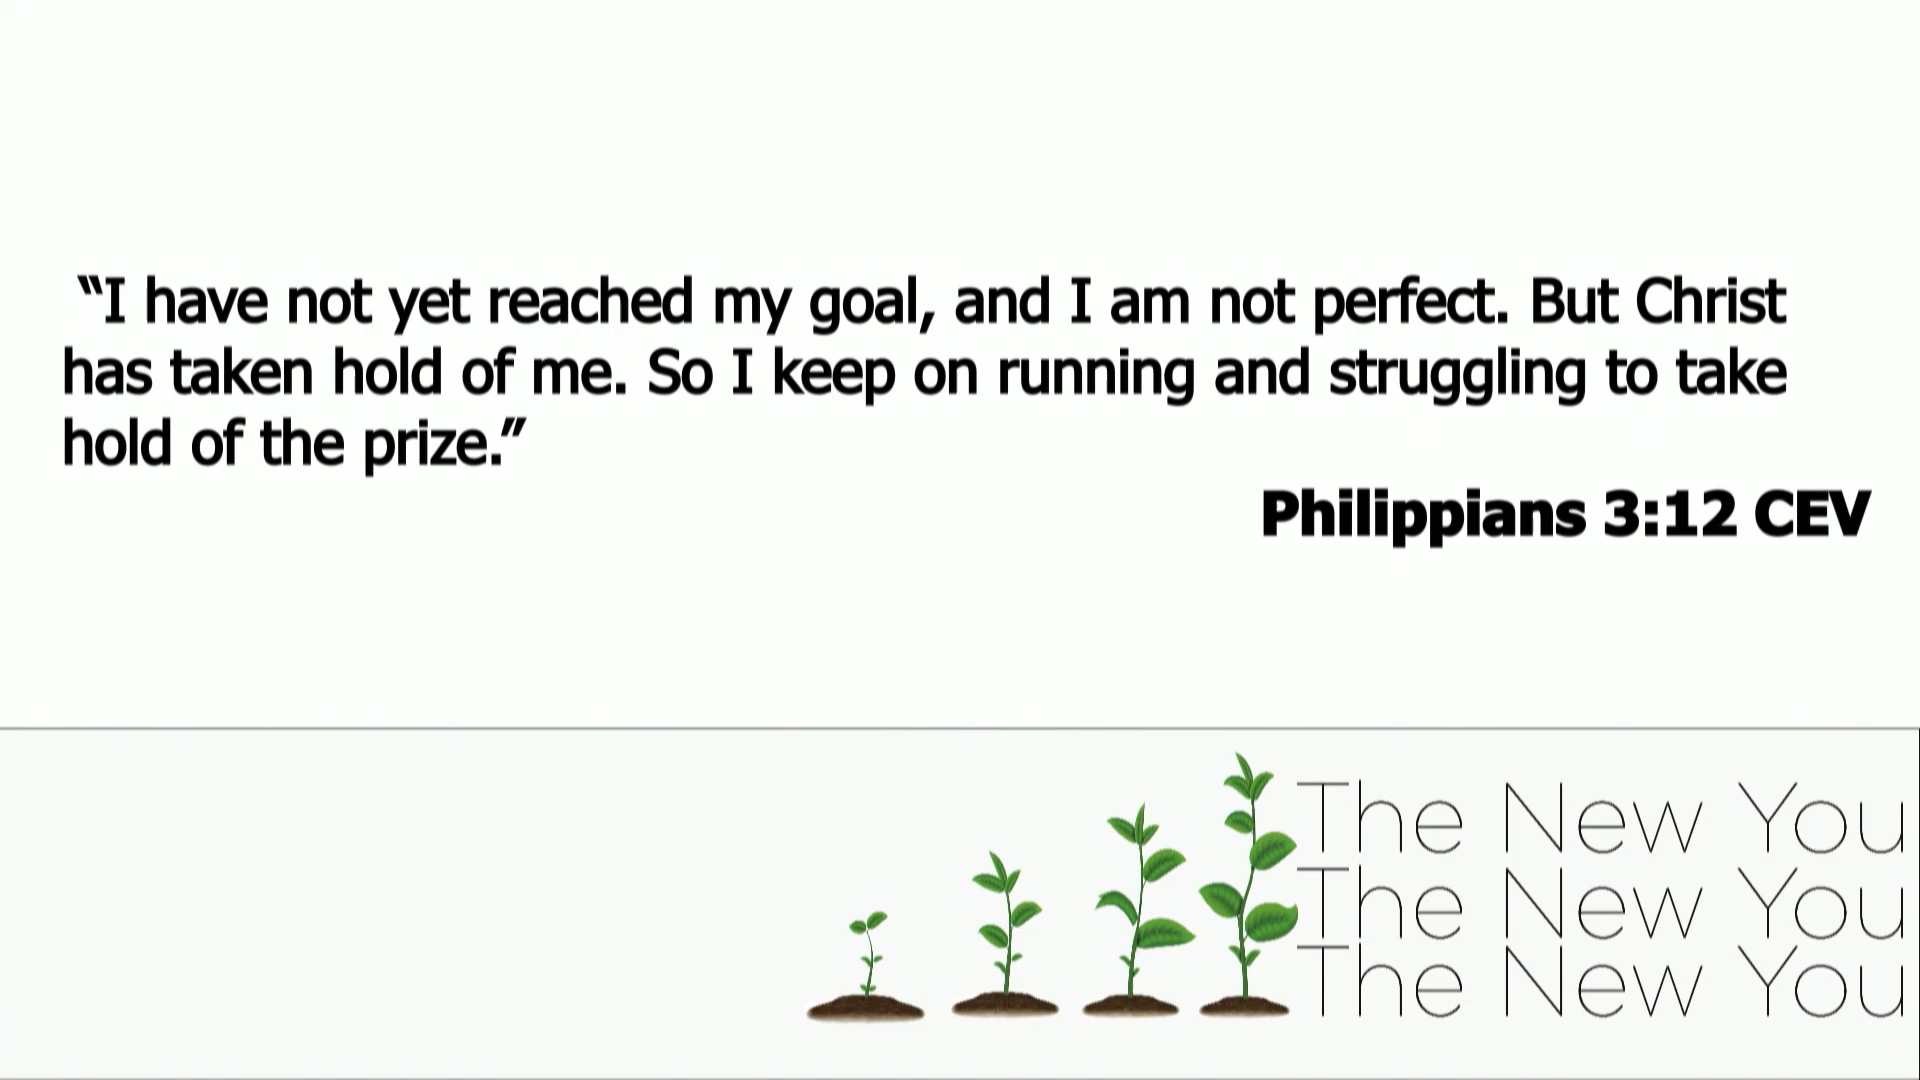 “I have not yet reached my goal, and I am not perfect. But Christ
has taken hold of me. So I keep on running and struggling to take
hold of the prize.”
Philippians 3:12 CEV
The New You
The New You
The New You